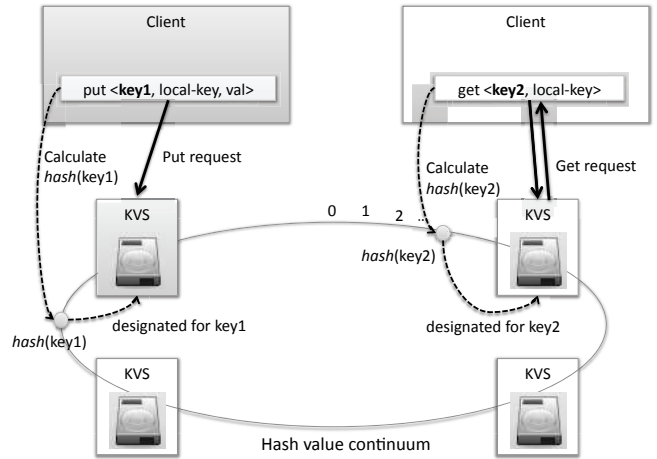 Client
put <key1, local-key, val>
Calculate
hash(key1)
Put request
KVS
designated for key1
hash(key1)
KVS
Client
get <key2, local-key>
Calculate
hash(key2)
Get request
0 1 2 ..
KVS
hash(key2)
designated for key2
KVS
Hash value continuum